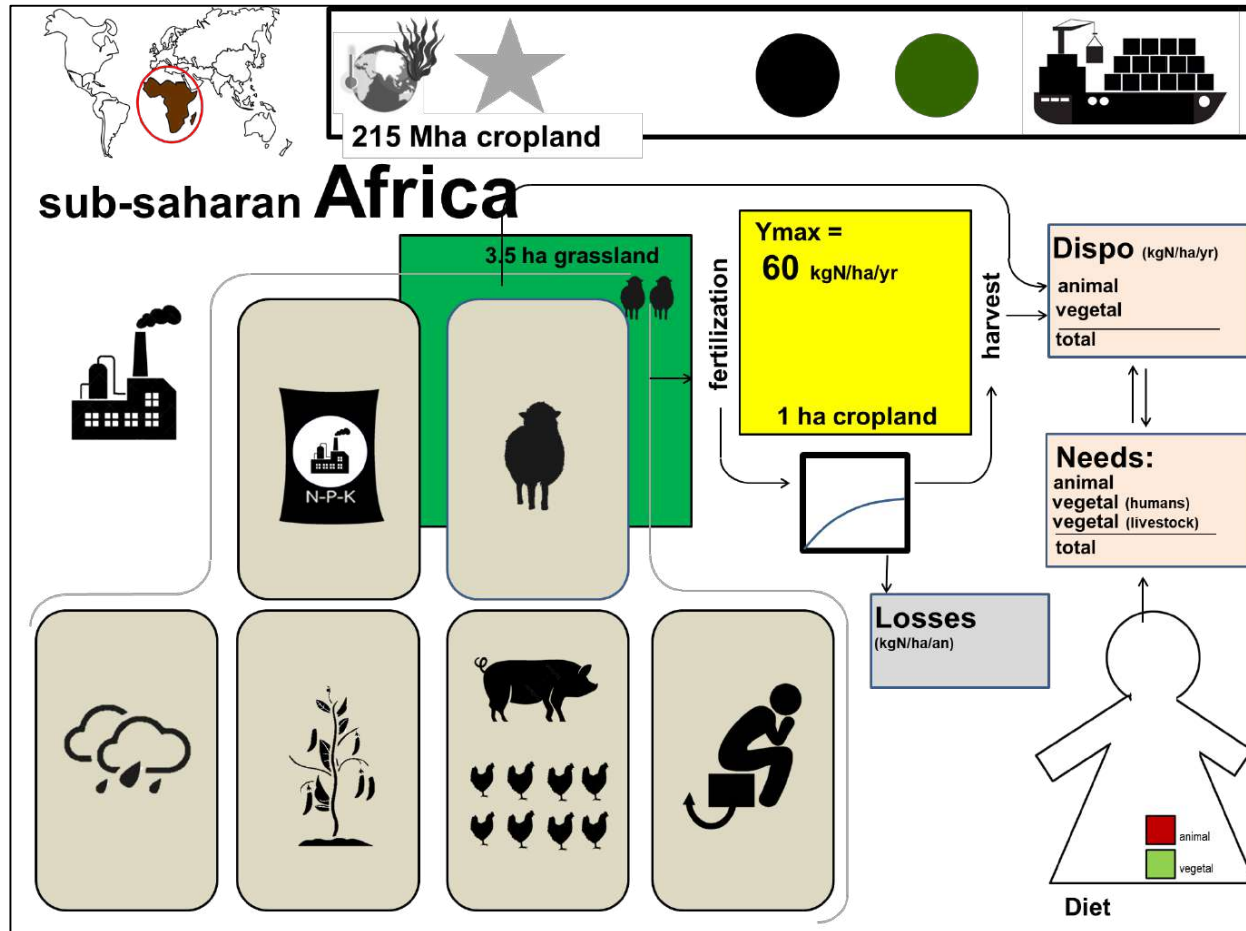 215 Mha cropland
sub-saharan Africa
3.5 ha grassland
N-P-K
fertilization
Ymax =
60 kgN/ha/yr
1 ha cropland
harvest
Dispo (kgN/ha/yr)
animal
vegetal
total
Needs:
animal
vegetal (humans)
vegetal (livestock)
total
Losses
(kgN/ha/an)
animal
vegetal
Diet